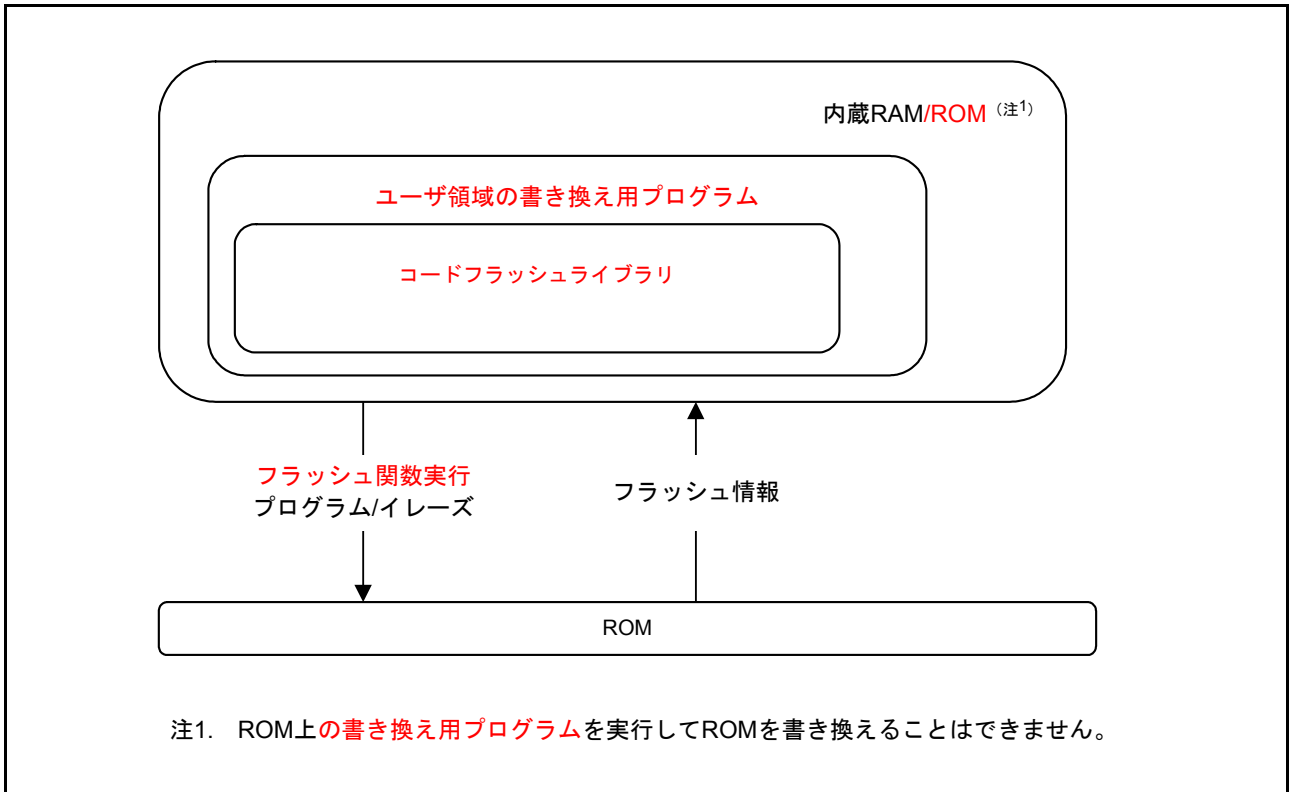 内蔵RAM/ROM（注1）
ユーザ領域の書き換え用プログラム
コードフラッシュライブラリ
フラッシュ関数実行
プログラム/イレーズ
フラッシュ情報
ROM
注1. ROM上の書き換え用プログラムを実行してROMを書き換えることはできません。